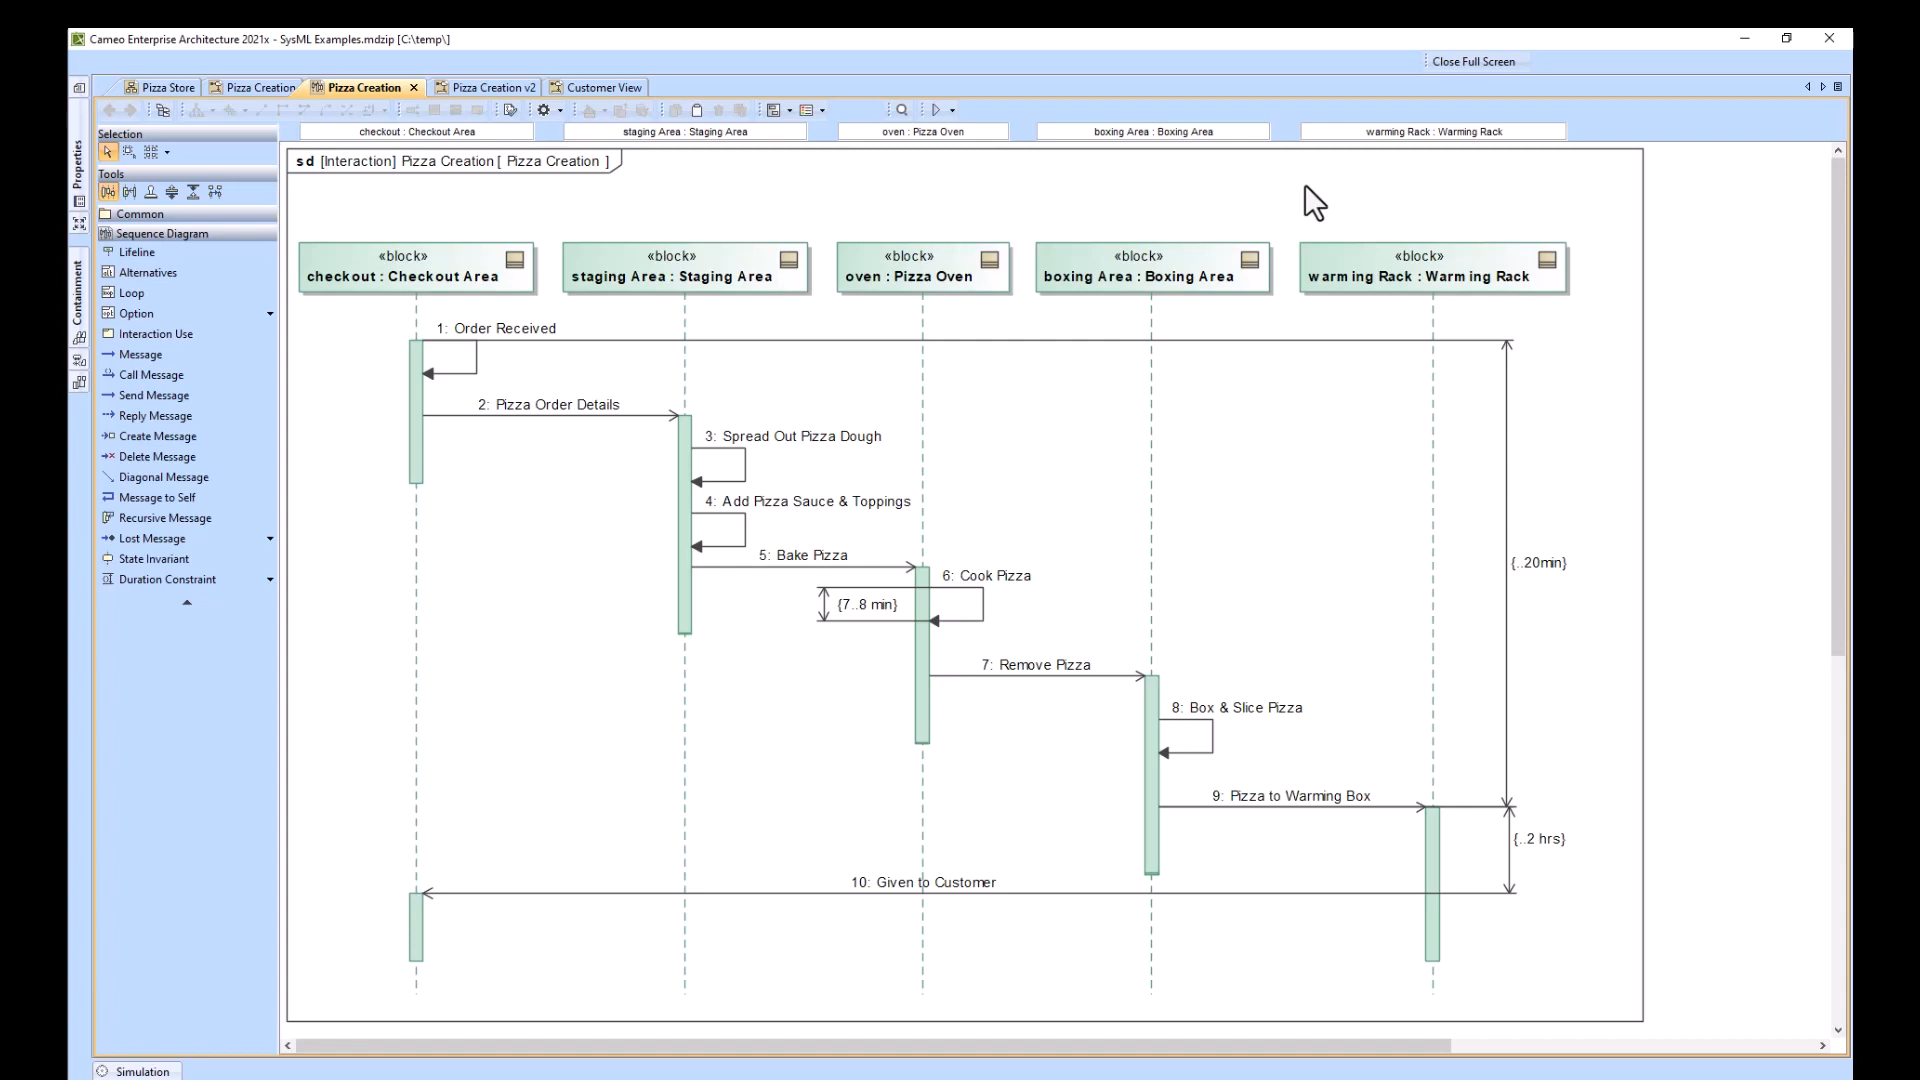 Cameo Enterprise Architecture 2021x - SysML Examples.mdzip [C:\temp\]
Close Full Screen
Pizza Store
Pizza Creation
Pizza Creation
Pizza Creation v2
Customer View
Properties
Containment
Selection
Tools
Common
Sequence Diagram
Lifeline
Alternatives
Loop
Option
Interaction Use
Message
Call Message
Send Message
Reply Message
Create Message
Delete Message
Diagonal Message
Message to Self
Recursive Message
Lost Message
State Invariant
Duration Constraint
checkout : Checkout Area
staging Area : Staging Area
oven : Pizza Oven
boxing Area : Boxing Area
warming Rack : Warming Rack
sd [Interaction] Pizza Creation [ Pizza Creation ]
«block»
checkout : Checkout Area
«block»
staging Area : Staging Area
«block»
oven : Pizza Oven
«block»
boxing Area : Boxing Area
«block»
warming Rack : Warming Rack
1: Order Received
2: Pizza Order Details
3: Spread Out Pizza Dough
4: Add Pizza Sauce & Toppings
5: Bake Pizza
6: Cook Pizza
{..20min}
{7..8 min}
7: Remove Pizza
8: Box & Slice Pizza
9: Pizza to Warming Box
{..2 hrs}
10: Given to Customer
Simulation